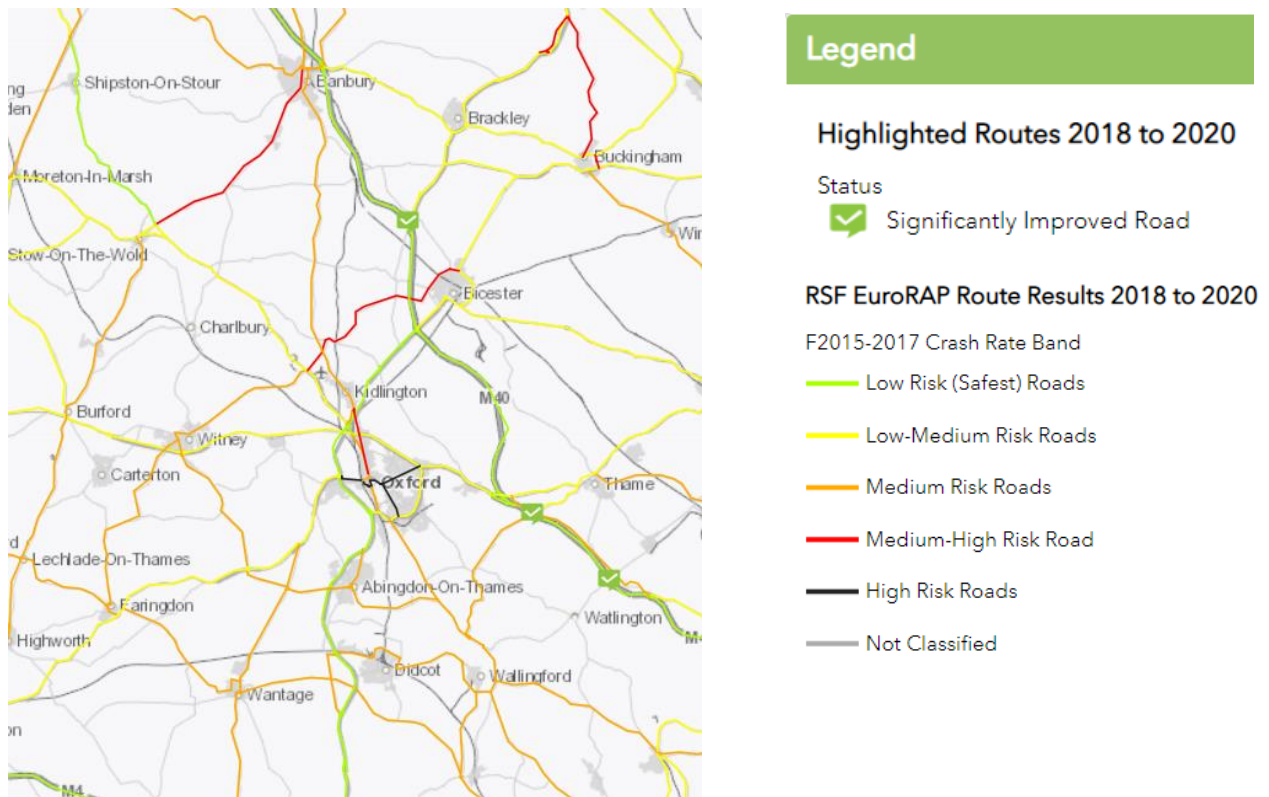 Shipston-On-Stour
Banbury
Brackley
Buckingham
Moreton-In-Marsh
Stow-On-The-Wold
Bicester
Charlbury
Kidlington
M40
Burford
Witney
Carterton
Oxford
Thame
Lechlade-On-Thames
Abingdon-On-Thames
Faringdon
Watlington
Highworth
Didcot
Wallingford
Wantage
M4
Legend
Highlighted Routes 2018 to 2020
Status
Significantly Improved Road
RSF EuroRAP Route Results 2018 to 2020
F2015-2017 Crash Rate Band
Low Risk (Safest) Roads
Low-Medium Risk Roads
Medium Risk Roads
Medium-High Risk Road
High Risk Roads
Not Classified